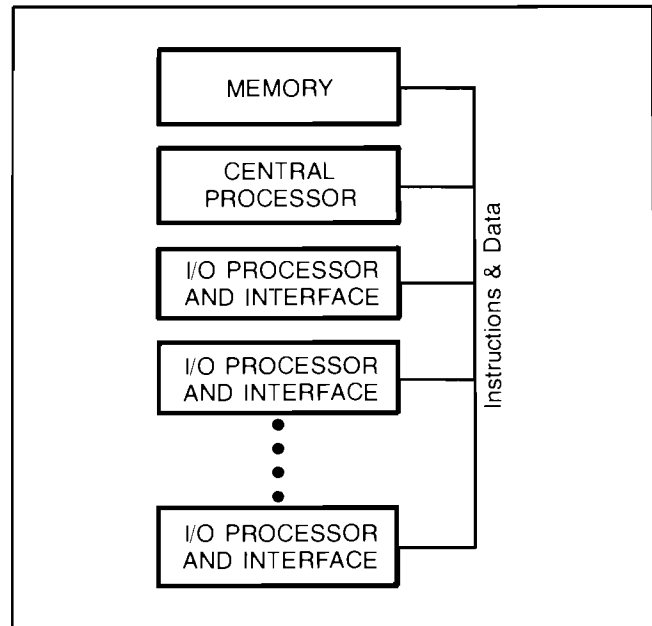 MEMORY
CENTRAL
PROCESSOR
I/O PROCESSOR
AND INTERFACE
I/O PROCESSOR
AND INTERFACE
I/O PROCESSOR
AND INTERFACE
Instructions & Data